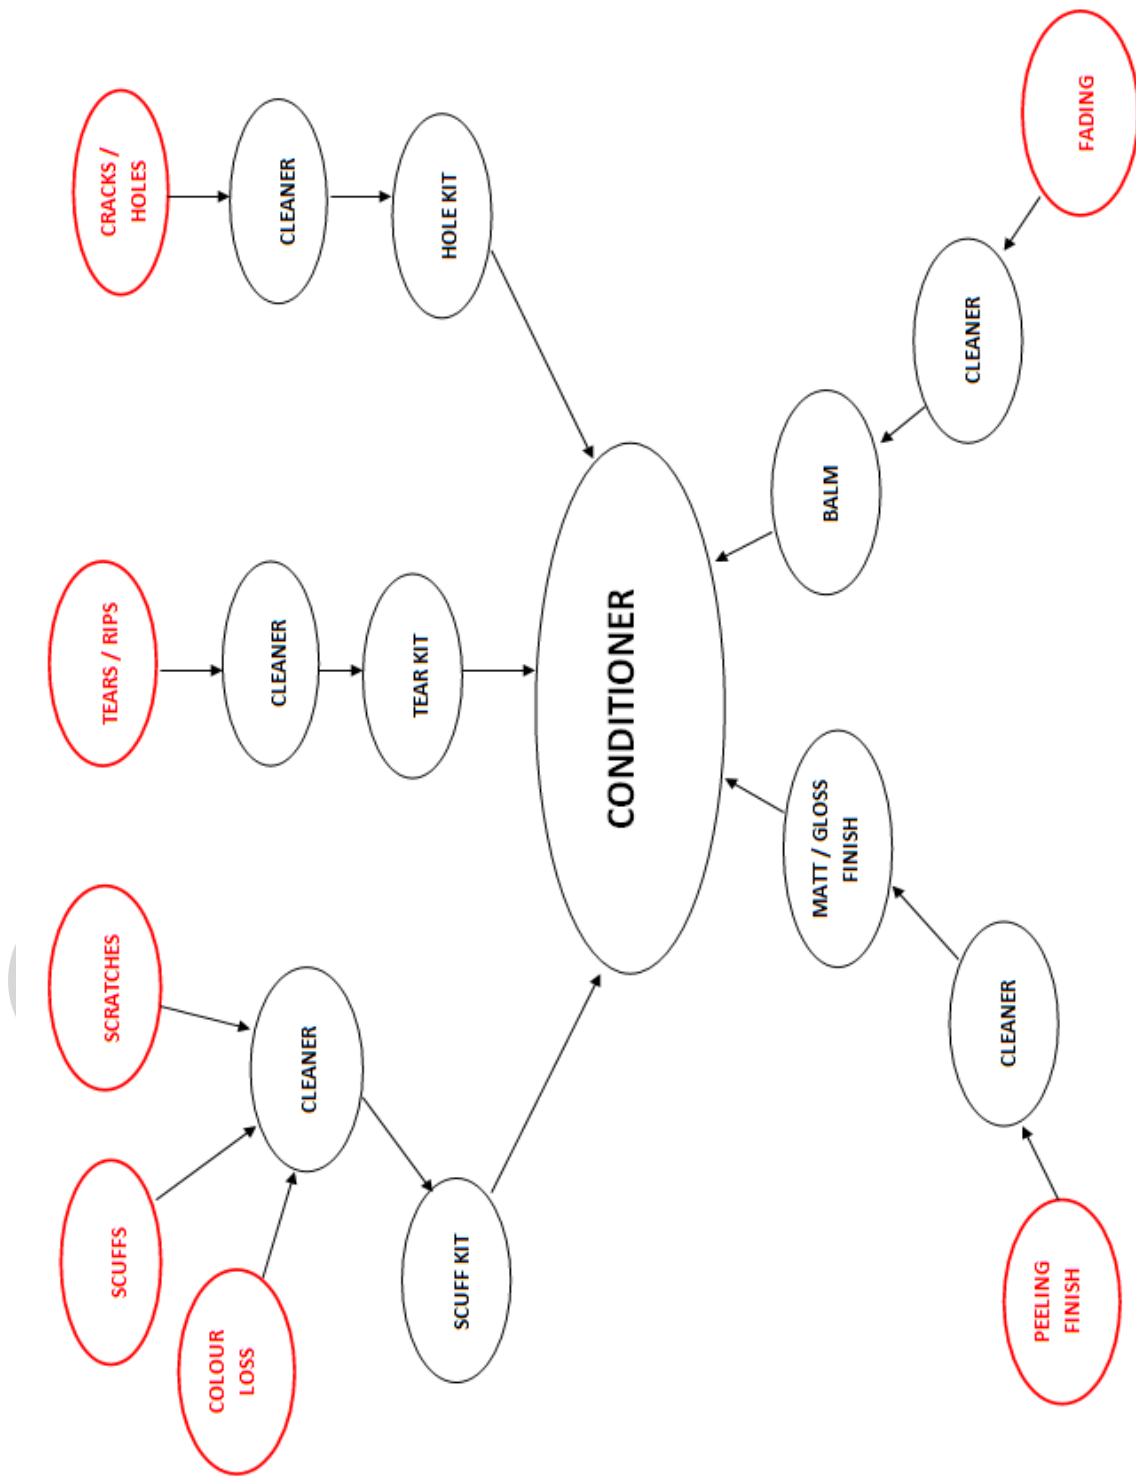 COLOUR
LOSS
SCUFFS
SCRATCHES
TEARS / RIPS
CRACKS /
HOLES
CLEANER
CLEANER
CLEANER
SCUFF KIT
TEAR KIT
HOLE KIT
CONDITIONER
MATT / GLOSS
FINISH
BALM
CLEANER
CLEANER
PEELING
FINISH
FADING